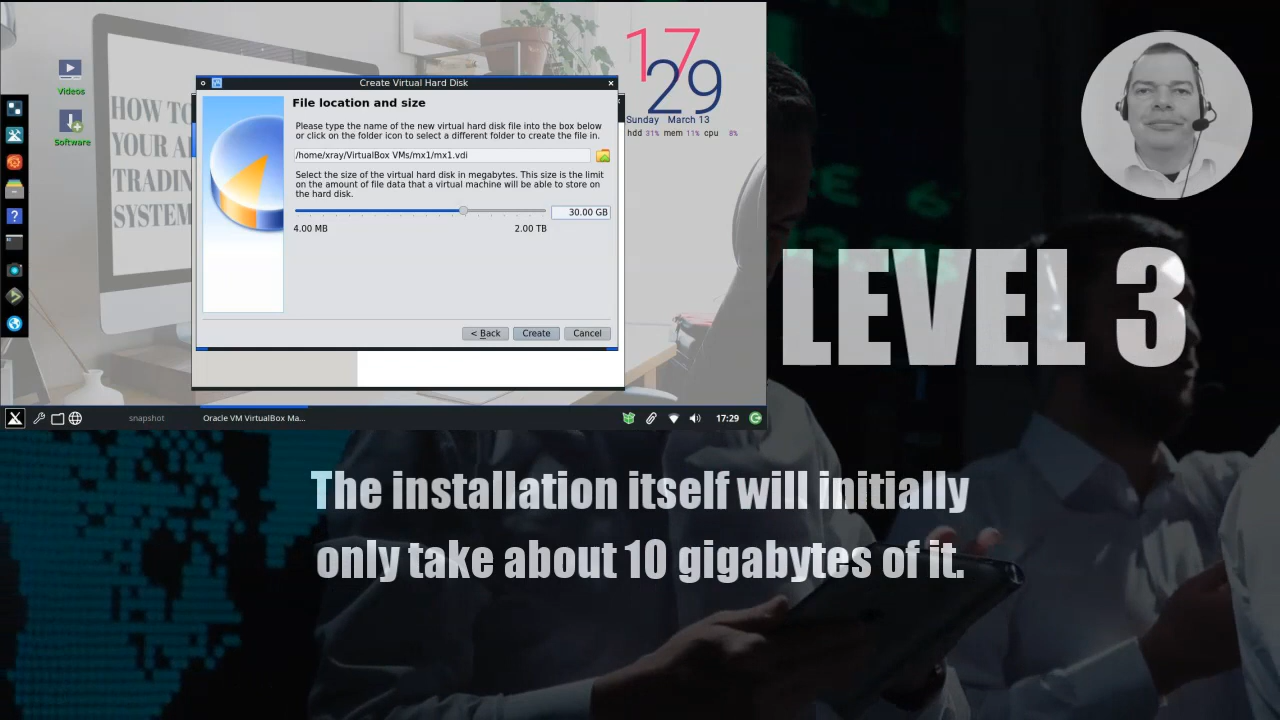 Videos
Software
HOW TO
YOUR A
TRADIN
SYSTEM
17
29
Sunday March 13
hdd 31% mem 11% cpu 8%
Create Virtual Hard Disk
File location and size
Please type the name of the new virtual hard disk file into the box below
or click on the folder icon to select a different folder to create the file in.
/home/xray/VirtualBox VMs/mx1/mx1.vdi
Select the size of the virtual hard disk in megabytes. This size is the limit
on the amount of file data that a virtual machine will be able to store on
the hard disk.
30.00 GB
4.00 MB 2.00 TB
< Back Create Cancel
snapshot Oracle VM VirtualBox Ma... 17:29
LEVEL 3
The installation itself will initially
only take about 10 gigabytes of it.